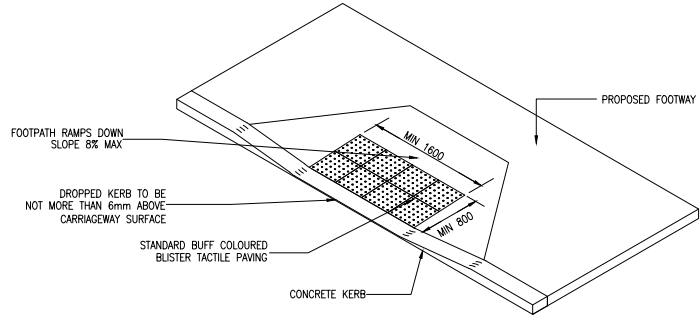 PROPOSED FOOTWAY
FOOTPATH RAMPS DOWN
SLOPE 8% MAX
MIN 1600
DROPPED KERB TO BE
NOT MORE THAN 6mm ABOVE
CARRIAGEWAY SURFACE
MIN 800
STANDARD BUFF COLOURED
BLISTER TACTILE PAVING
CONCRETE KERB